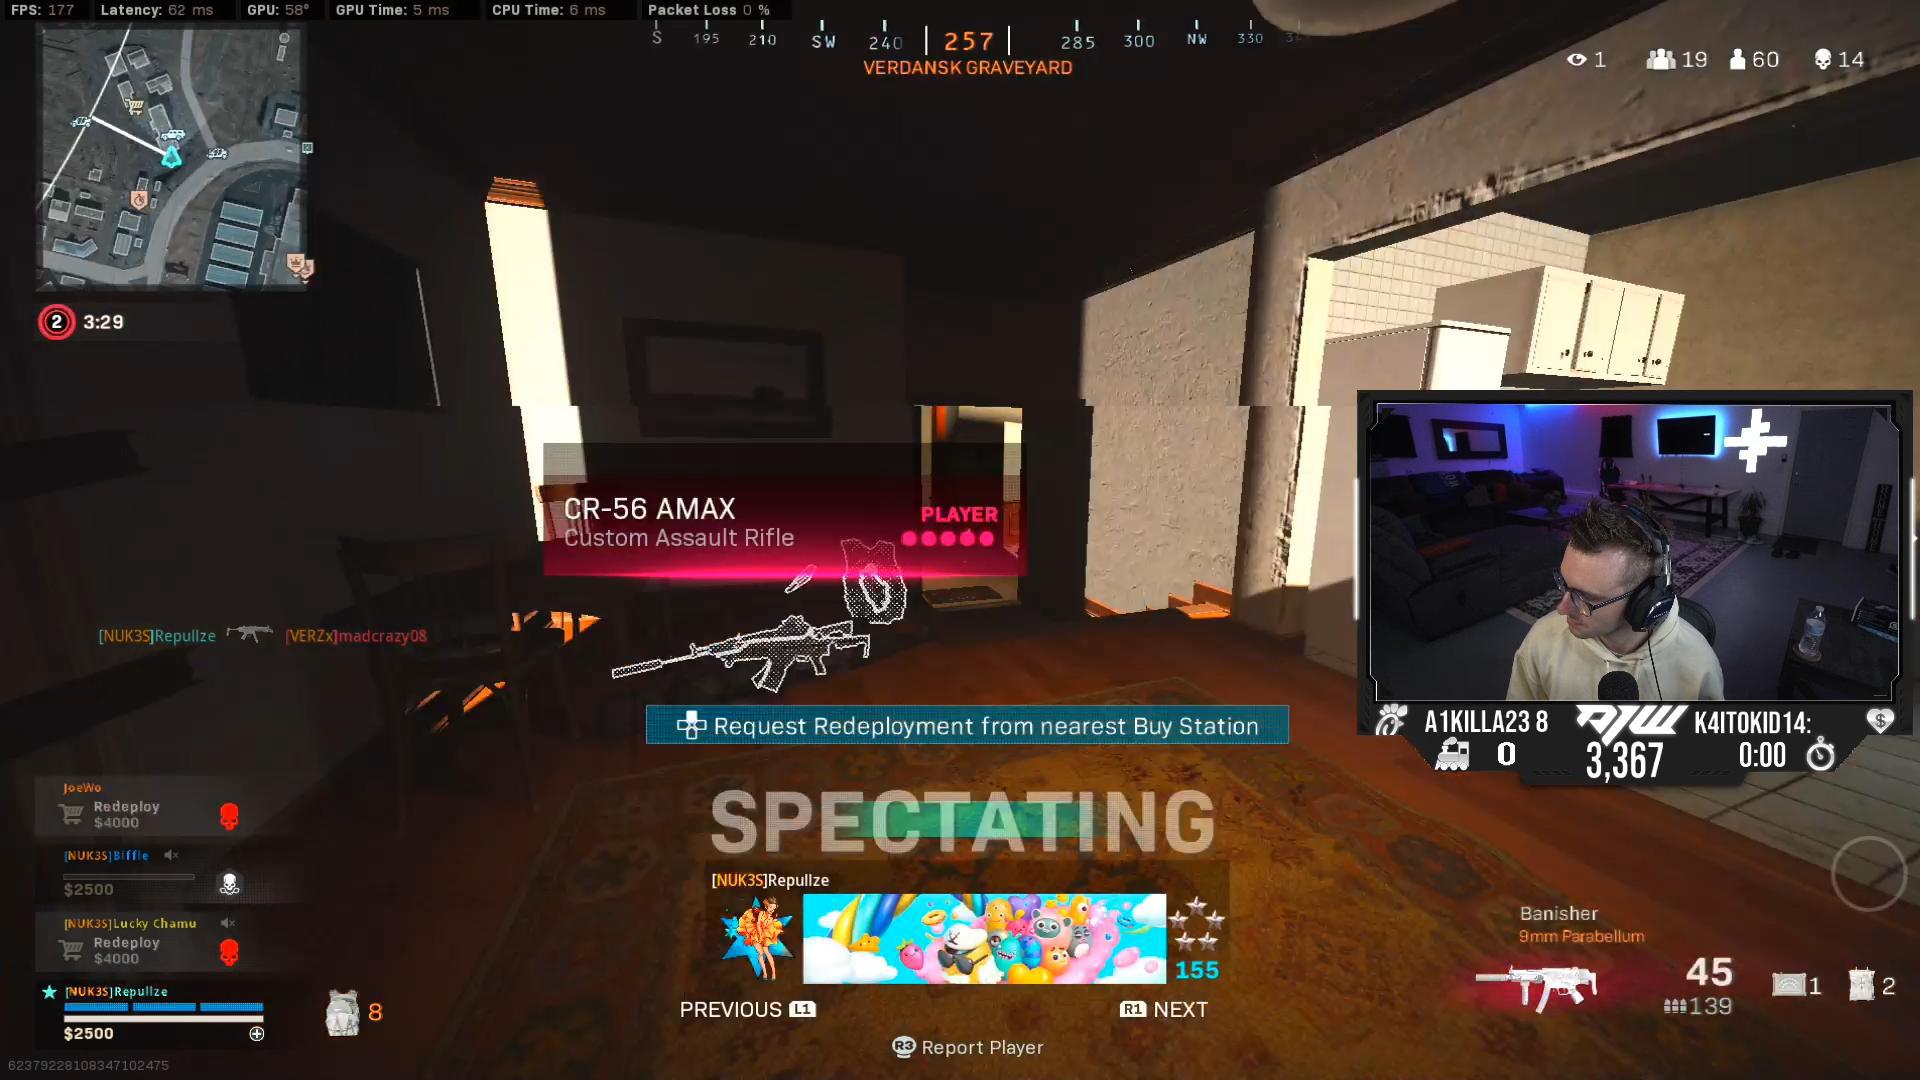 FPS: 177 Latency: 62 ms GPU: 58° GPU Time: 5 ms CPU Time: 6 ms Packet Loss 0 %
S 195 210 SW 240 257 285 300 NW 330
VERDANSK GRAVEYARD
1 19 60 14
2 3:29
CR-56 AMAX
Custom Assault Rifle
PLAYER
[NUK3S]Repullze [VERZx]madcrazy08
Request Redeployment from nearest Buy Station
A1KILLA23 8 AJW K4ITOKID14:
0 3,367 0:00
JoeWo
Redeploy
$4000
[NUK3S]Biffle
$2500
[NUK3S]Lucky Chamu
Redeploy
$4000
[NUK3S]Repullze
$2500
8
SPECTATING
[NUK3S]Repullze
155
PREVIOUS L1
R1 NEXT
R3 Report Player
Banisher
9mm Parabellum
45
139
1 2
62379228108347102475